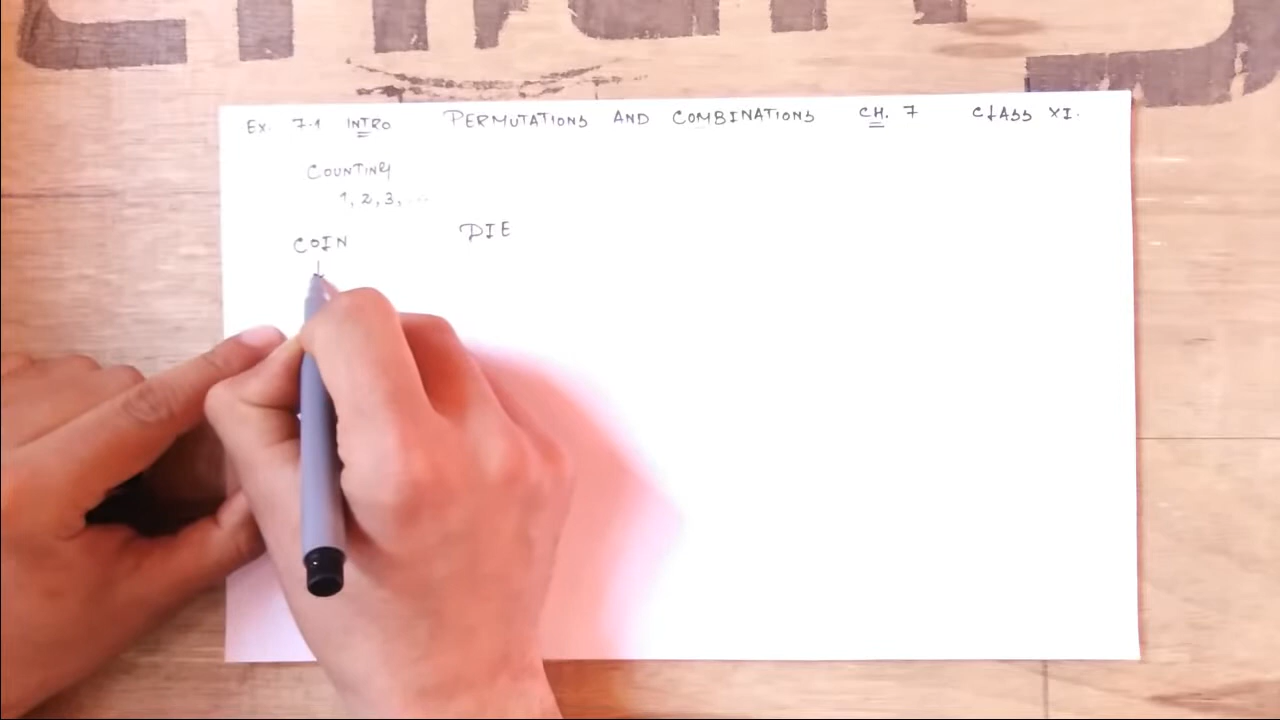 Ex. 7.1 INTRO PERMUTATIONS AND COMBINATIONS CH. 7 CLASS XI.
COUNTING
1, 2, 3, ...
COIN DIE